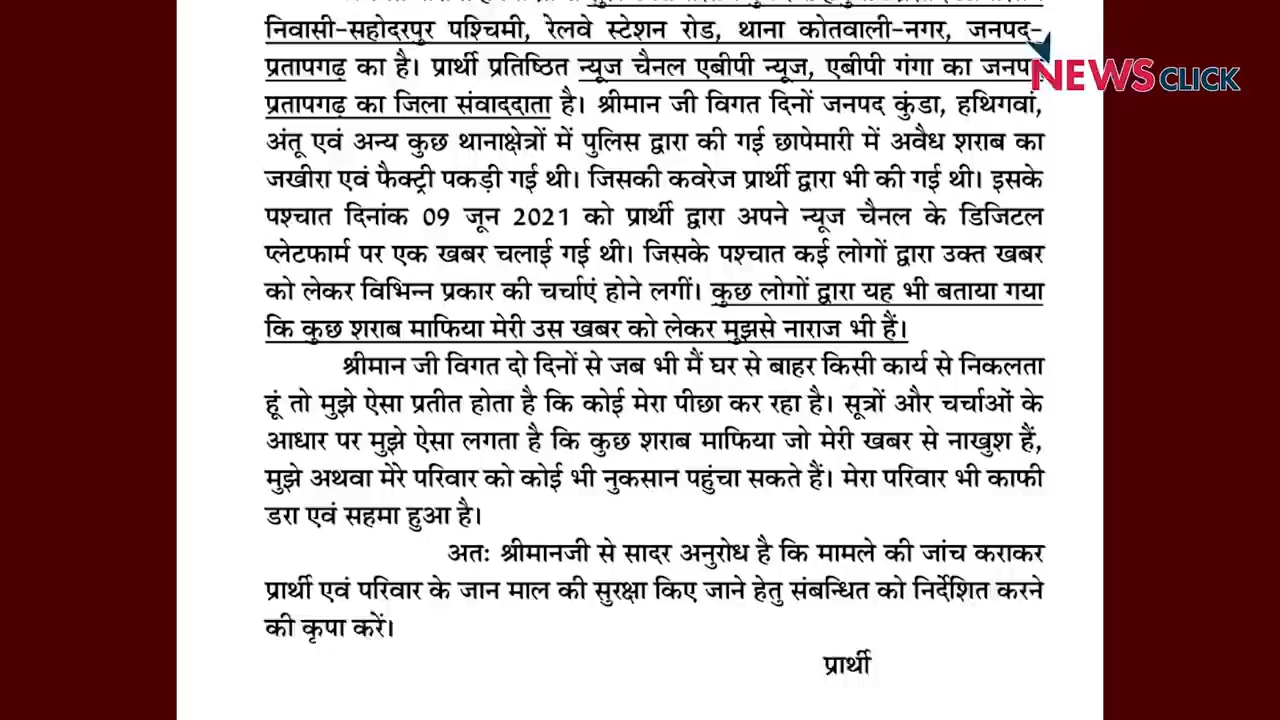 निवासी-सहोदरपुर पश्चिमी, रेलवे स्टेशन रोड, थाना कोतवाली-नगर, जनपद-
प्रतापगढ़ का है। प्रार्थी प्रतिष्ठित न्यूज चैनल एबीपी न्यूज, एबीपी गंगा का
NEWSCLICK
प्रतापगढ़ का जिला संवाददाता है। श्रीमान जी विगत दिनों जनपद कुंडा, हथिगवां,
अंतू एवं अन्य कुछ थानाक्षेत्रों में पुलिस द्वारा की गई छापेमारी में अवैध शराब का
जखीरा एवं फैक्ट्री पकड़ी गई थी। जिसकी कवरेज प्रार्थी द्वारा भी की गई थी। इसके
पश्चात दिनांक 09 जून 2021 को प्रार्थी द्वारा अपने न्यूज चैनल के डिजिटल
प्लेटफार्म पर एक खबर चलाई गई थी। जिसके पश्चात कई लोगों द्वारा उक्त खबर
को लेकर विभिन्न प्रकार की चर्चाएं होने लगीं। कुछ लोगों द्वारा यह भी बताया गया
कि कुछ शराब माफिया मेरी उस खबर को लेकर मुझसे नाराज भी हैं।
श्रीमान जी विगत दो दिनों से जब भी मैं घर से बाहर किसी कार्य से निकलता
हूं तो मुझे ऐसा प्रतीत होता है कि कोई मेरा पीछा कर रहा है। सूत्रों और चर्चाओं के
आधार पर मुझे ऐसा लगता है कि कुछ शराब माफिया जो मेरी खबर से नाखुश हैं,
मुझे अथवा मेरे परिवार को कोई भी नुकसान पहुंचा सकते हैं। मेरा परिवार भी काफी
डरा एवं सहमा हुआ है।
अतः श्रीमानजी से सादर अनुरोध है कि मामले की जांच कराकर
प्रार्थी एवं परिवार के जान माल की सुरक्षा किए जाने हेतु संबन्धित को निर्देशित करने
की कृपा करें।
प्रार्थी